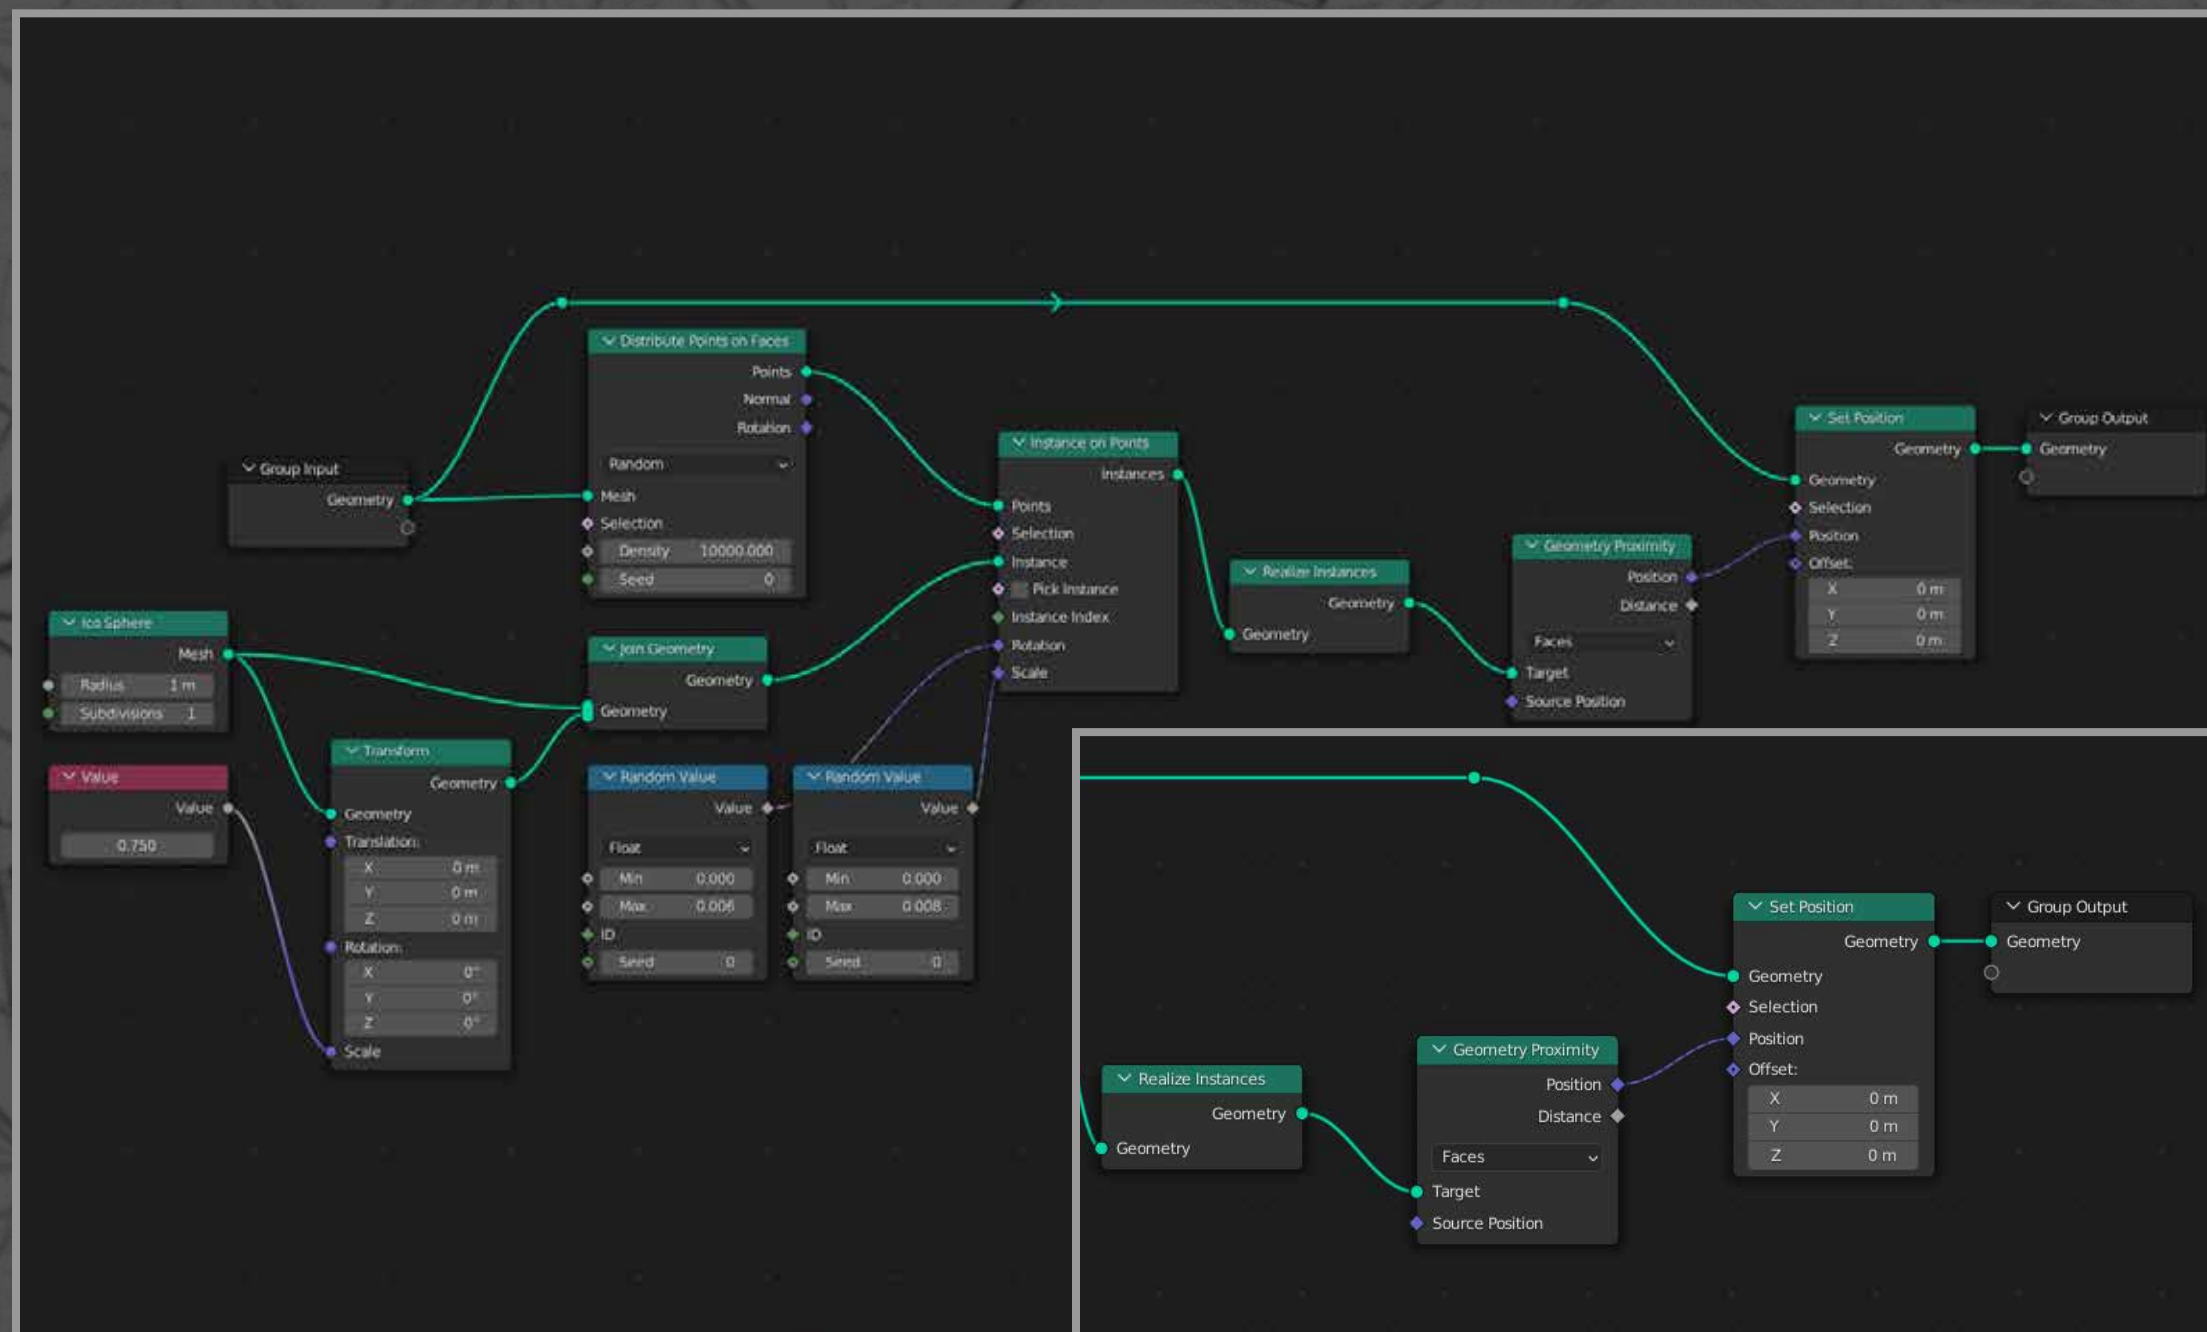 Distribute Points on Faces
Points
Normal
Rotation
Random
Mesh
Selection
Density 10000.000
Seed 0
Group Input
Geometry
Instance on Points
Instances
Points
Selection
Instance
Pick Instance
Instance Index
Rotation
Scale
Set Position
Geometry
Geometry
Selection
Position
Offset:
X 0 m
Y 0 m
Z 0 m
Group Output
Geometry
Realize Instances
Geometry
Geometry
Geometry Proximity
Position
Distance
Faces
Target
Source Position
Ico Sphere
Mesh
Radius 1 m
Subdivisions 1
Join Geometry
Geometry
Geometry
Value
Value
0.750
Transform
Geometry
Geometry
Translation:
X 0 m
Y 0 m
Z 0 m
Rotation:
X 0°
Y 0°
Z 0°
Scale
Random Value
Value
Float
Min 0.000
Max 0.006
ID
Seed 0
Random Value
Value
Float
Min 0.000
Max 0.008
ID
Seed 0
Realize Instances
Geometry
Geometry
Geometry Proximity
Position
Distance
Faces
Target
Source Position
Set Position
Geometry
Geometry
Selection
Position
Offset:
X 0 m
Y 0 m
Z 0 m
Group Output
Geometry